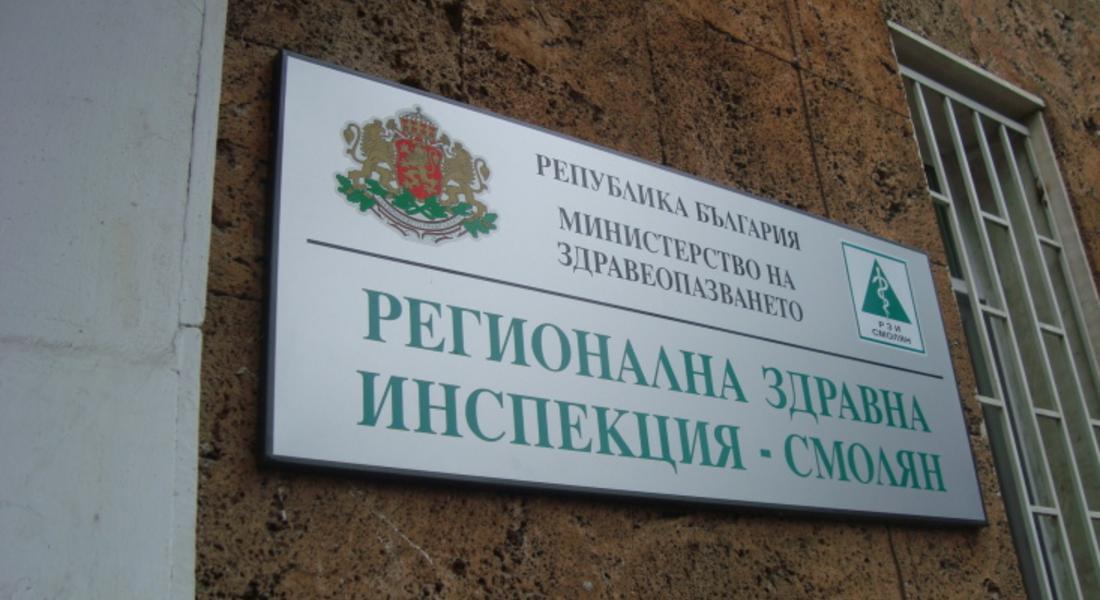 РЕПУБЛИКА БЪЛГАРИЯ
МИНИСТЕРСТВО НА
ЗДРАВЕОПАЗВАНЕТО
РЗИ
СМОЛЯН
РЕГИОНАЛНА ЗДРАВНА
ИНСПЕКЦИЯ - СМОЛЯН